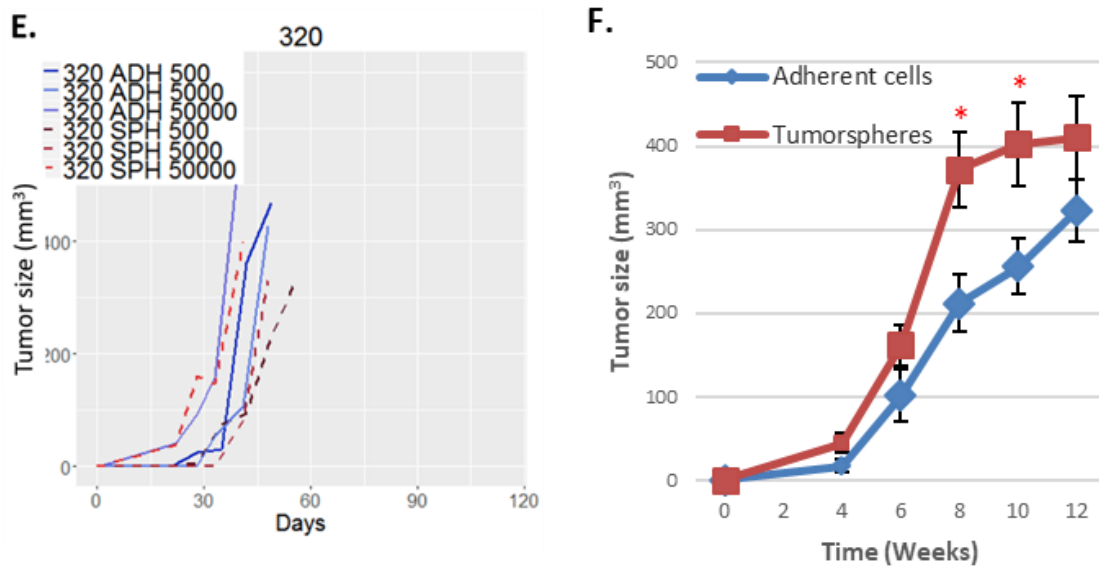 E.
320
320 ADH 500
320 ADH 5000
320 ADH 50000
320 SPH 500
320 SPH 5000
320 SPH 50000
Tumor size (mm³)
400
200
0
0 30 60 90 120
Days
F.
500
400
300
200
100
0
Adherent cells
Tumorspheres
*
*
Tumor size (mm³)
0 2 4 6 8 10 12
Time (Weeks)